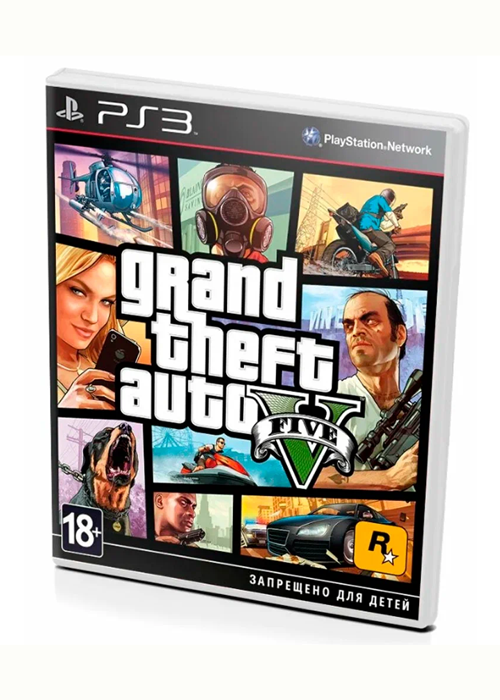 PS3
PlayStation®Network
grand
theft
auto
V
FIVE
18+
R
ЗАПРЕЩЕНО ДЛЯ ДЕТЕЙ